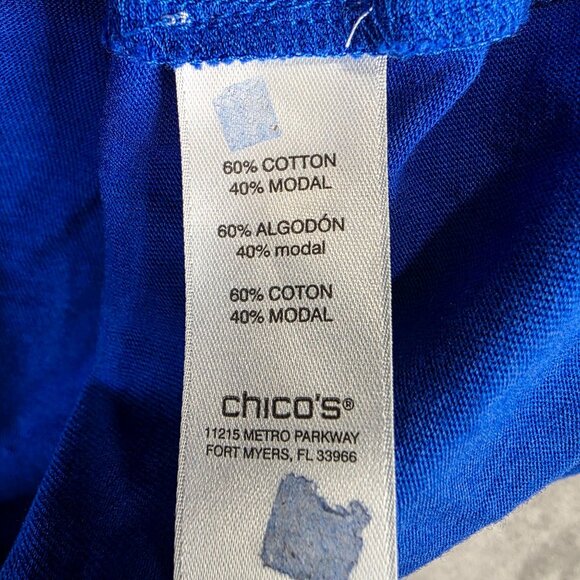 60% COTTON
40% MODAL
60% ALGODÓN
40% modal
60% COTON
40% MODAL
chico's®
11215 METRO PARKWAY
FORT MYERS, FL 33966